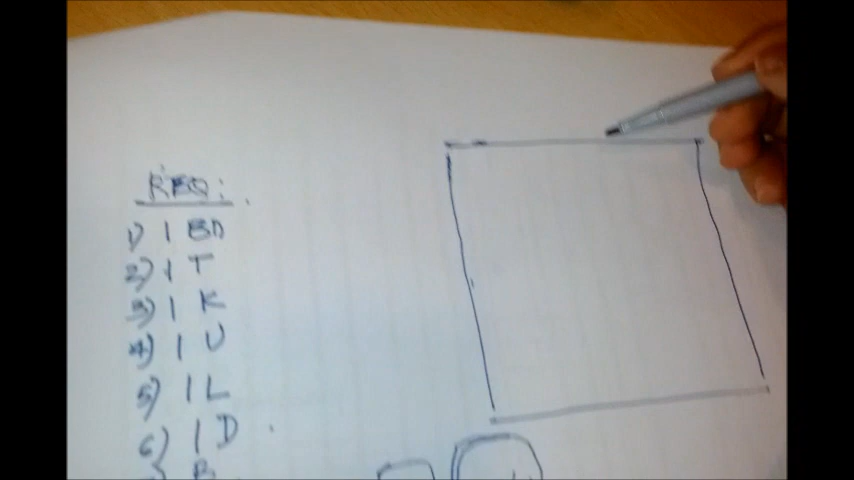 REQ:
1) 1 BD
2) 1 T
3) 1 K
4) 1 U
5) 1 L
6) 1 D